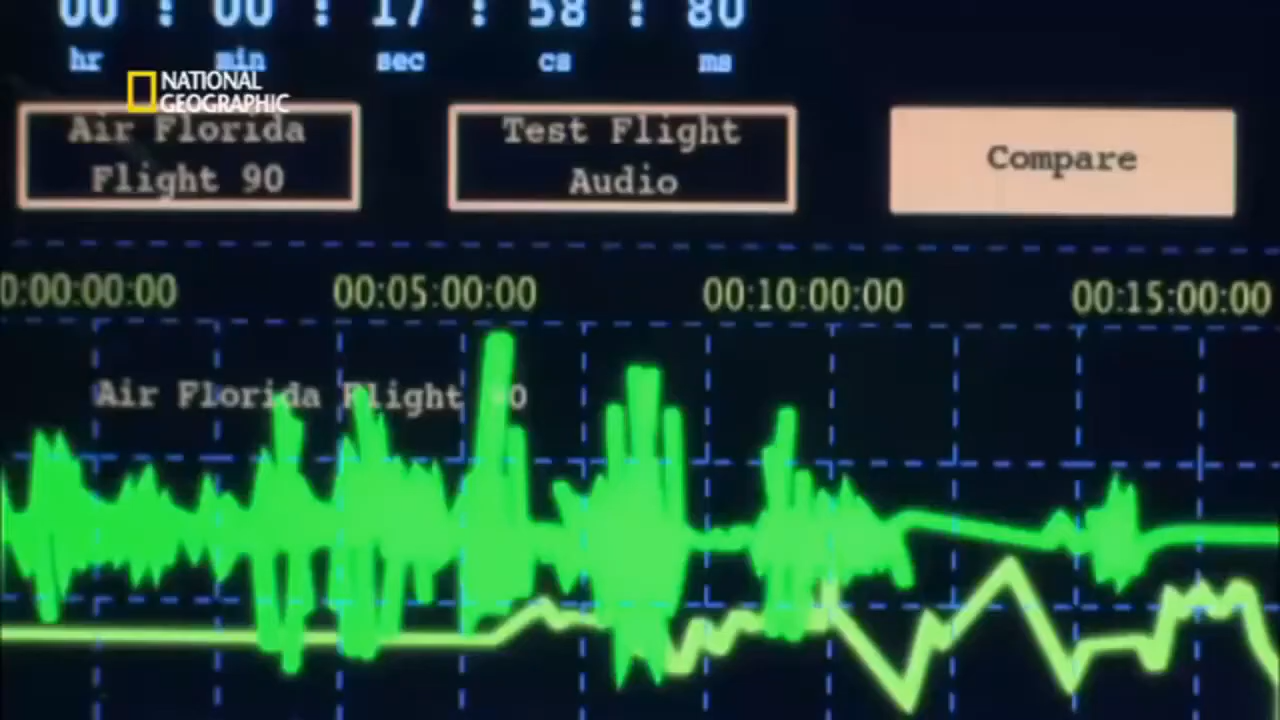 00 : 00 : 17 : 58 : 80
hr min sec cs ms
NATIONAL
GEOGRAPHIC
Air Florida
Flight 90
Test Flight
Audio
Compare
0:00:00:00 00:05:00:00 00:10:00:00 00:15:00:00
Air Florida Flight 90